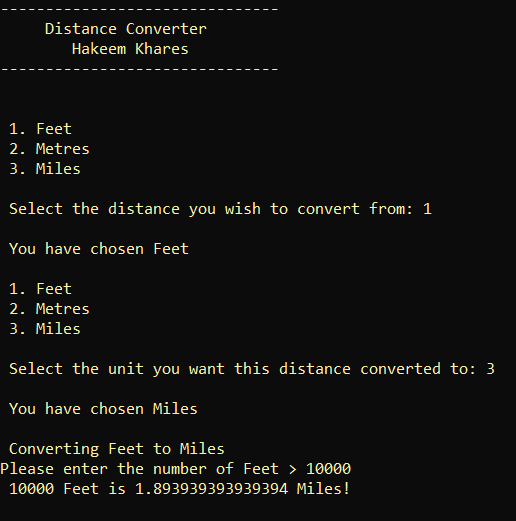 -------------------------------
Distance Converter
Hakeem Khares
-------------------------------
1. Feet
2. Metres
3. Miles
Select the distance you wish to convert from: 1
You have chosen Feet
1. Feet
2. Metres
3. Miles
Select the unit you want this distance converted to: 3
You have chosen Miles
Converting Feet to Miles
Please enter the number of Feet > 10000
10000 Feet is 1.893939393939394 Miles!